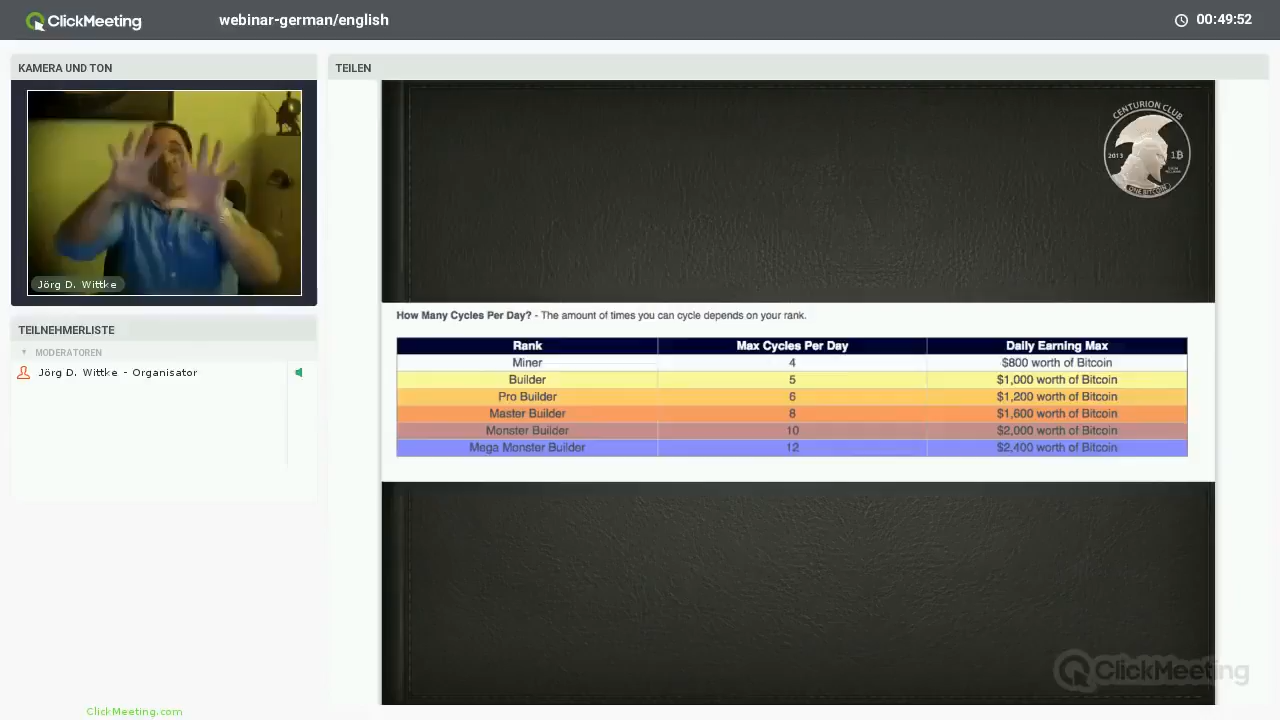 ClickMeeting
webinar-german/english
00:49:52
KAMERA UND TON
Jörg D. Wittke
TEILNEHMERLISTE
MODERATOREN
Jörg D. Wittke - Organisator
ClickMeeting.com
TEILEN
CENTURION CLUB
2013
1B
ONE BITCOIN
How Many Cycles Per Day? - The amount of times you can cycle depends on your rank.
Rank Max Cycles Per Day Daily Earning Max
Miner 4 $800 worth of Bitcoin
Builder 5 $1,000 worth of Bitcoin
Pro Builder 6 $1,200 worth of Bitcoin
Master Builder 8 $1,600 worth of Bitcoin
Monster Builder 10 $2,000 worth of Bitcoin
Mega Monster Builder 12 $2,400 worth of Bitcoin
ClickMeeting